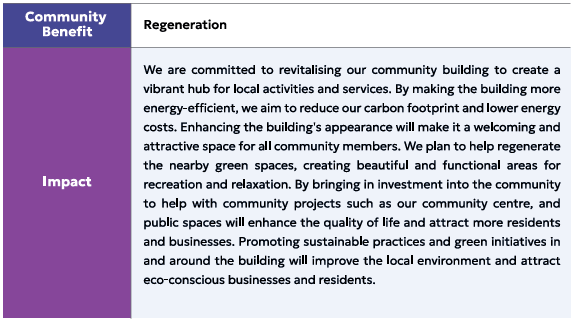 Community
Benefit
Regeneration
Impact
We are committed to revitalising our community building to create a
vibrant hub for local activities and services. By making the building more
energy-efficient, we aim to reduce our carbon footprint and lower energy
costs. Enhancing the building's appearance will make it a welcoming and
attractive space for all community members. We plan to help regenerate
the nearby green spaces, creating beautiful and functional areas for
recreation and relaxation. By bringing in investment into the community
to help with community projects such as our community centre, and
public spaces will enhance the quality of life and attract more residents
and businesses. Promoting sustainable practices and green initiatives in
and around the building will improve the local environment and attract
eco-conscious businesses and residents.